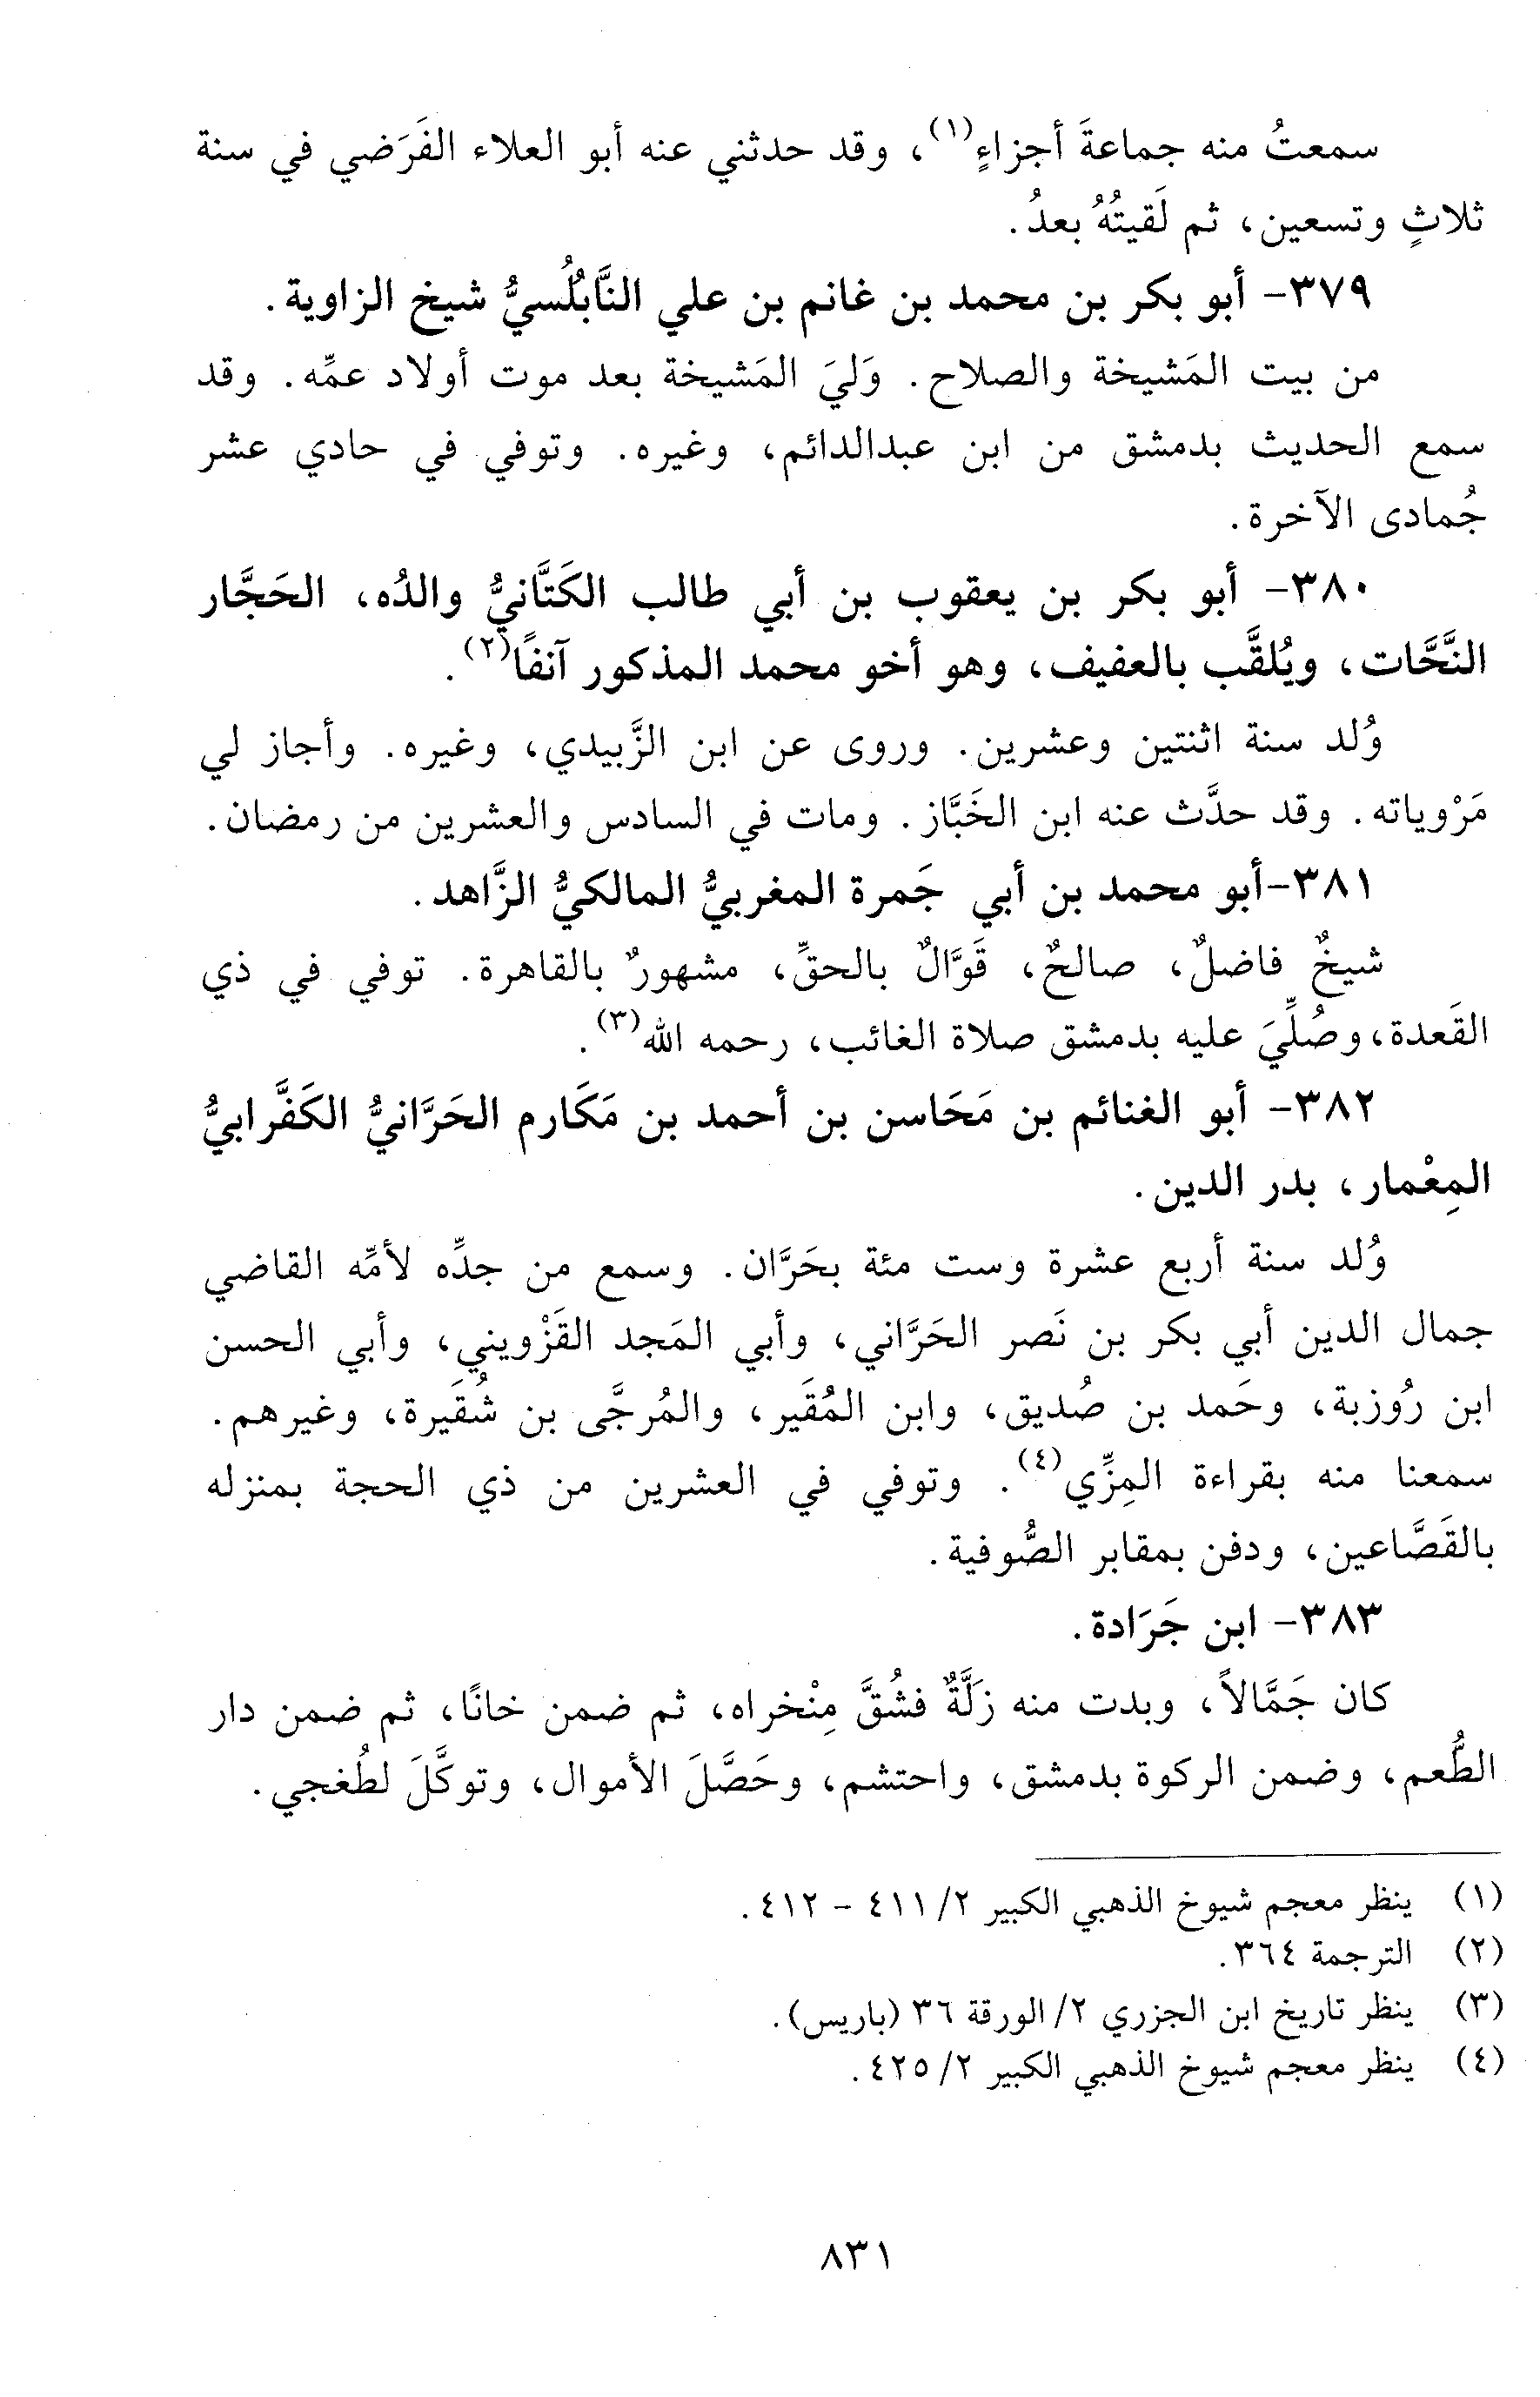 سمعتُ منه جماعةَ أجزاءٍ(١)، وقد حدثني عنه أبو العلاء الفَرَضي في سنة
ثلاثٍ وتسعين، ثم لَقيتُهُ بعدُ.
٣٧٩- أبو بكر بن محمد بن غانم بن علي النَّابُلُسيُّ شيخ الزاوية.
من بيت المَشيخة والصلاح. وَليَ المَشيخة بعد موت أولاد عمِّه. وقد
سمع الحديث بدمشق من ابن عبدالدائم، وغيره. وتوفي في حادي عشر
جُمادى الآخرة.
٣٨٠- أبو بكر بن يعقوب بن أبي طالب الكَتَّانيُّ والدُه، الحَجَّار
النَّحَّات، ويُلقَّب بالعفيف، وهو أخو محمد المذكور آنفًا(٢).
وُلد سنة اثنتين وعشرين. وروى عن ابن الزَّبيدي، وغيره. وأجاز لي
مَرْوياته. وقد حدَّث عنه ابن الخَبَّاز. ومات في السادس والعشرين من رمضان.
٣٨١-أبو محمد بن أبي جَمرة المغربيُّ المالكيُّ الزَّاهد.
شيخٌ فاضلٌ، صالحٌ، قَوَّالٌ بالحقِّ، مشهورٌ بالقاهرة. توفي في ذي
القَعدة، وصُلِّيَ عليه بدمشق صلاة الغائب، رحمه الله(٣).
٣٨٢- أبو الغنائم بن مَحَاسن بن أحمد بن مَكَارم الحَرَّانيُّ الكَفَّرابيُّ
المِعْمار، بدر الدين.
وُلد سنة أربع عشرة وست مئة بحَرَّان. وسمع من جدِّه لأمِّه القاضي
جمال الدين أبي بكر بن نَصر الحَرَّاني، وأبي المَجد القَزْويني، وأبي الحسن
ابن رُوزبة، وحَمد بن صُديق، وابن المُقَير، والمُرجَّى بن شُقَيرة، وغيرهم.
سمعنا منه بقراءة المِزِّي(٤). وتوفي في العشرين من ذي الحجة بمنزله
بالقَصَّاعين، ودفن بمقابر الصُّوفية.
٣٨٣- ابن جَرَادة.
كان جَمَّالاً، وبدت منه زَلَّةٌ فشُقَّ مِنْخراه، ثم ضمن خانًا، ثم ضمن دار
الطُّعم، وضمن الركوة بدمشق، واحتشم، وحَصَّلَ الأموال، وتوكَّلَ لطُغجي.
(١) ينظر معجم شيوخ الذهبي الكبير ٢/ ٤١١ - ٤١٢.
(٢) الترجمة ٣٦٤.
(٣) ينظر تاريخ ابن الجزري ٢/ الورقة ٣٦ (باريس).
(٤) ينظر معجم شيوخ الذهبي الكبير ٢/ ٤٢٥.
٨٣١